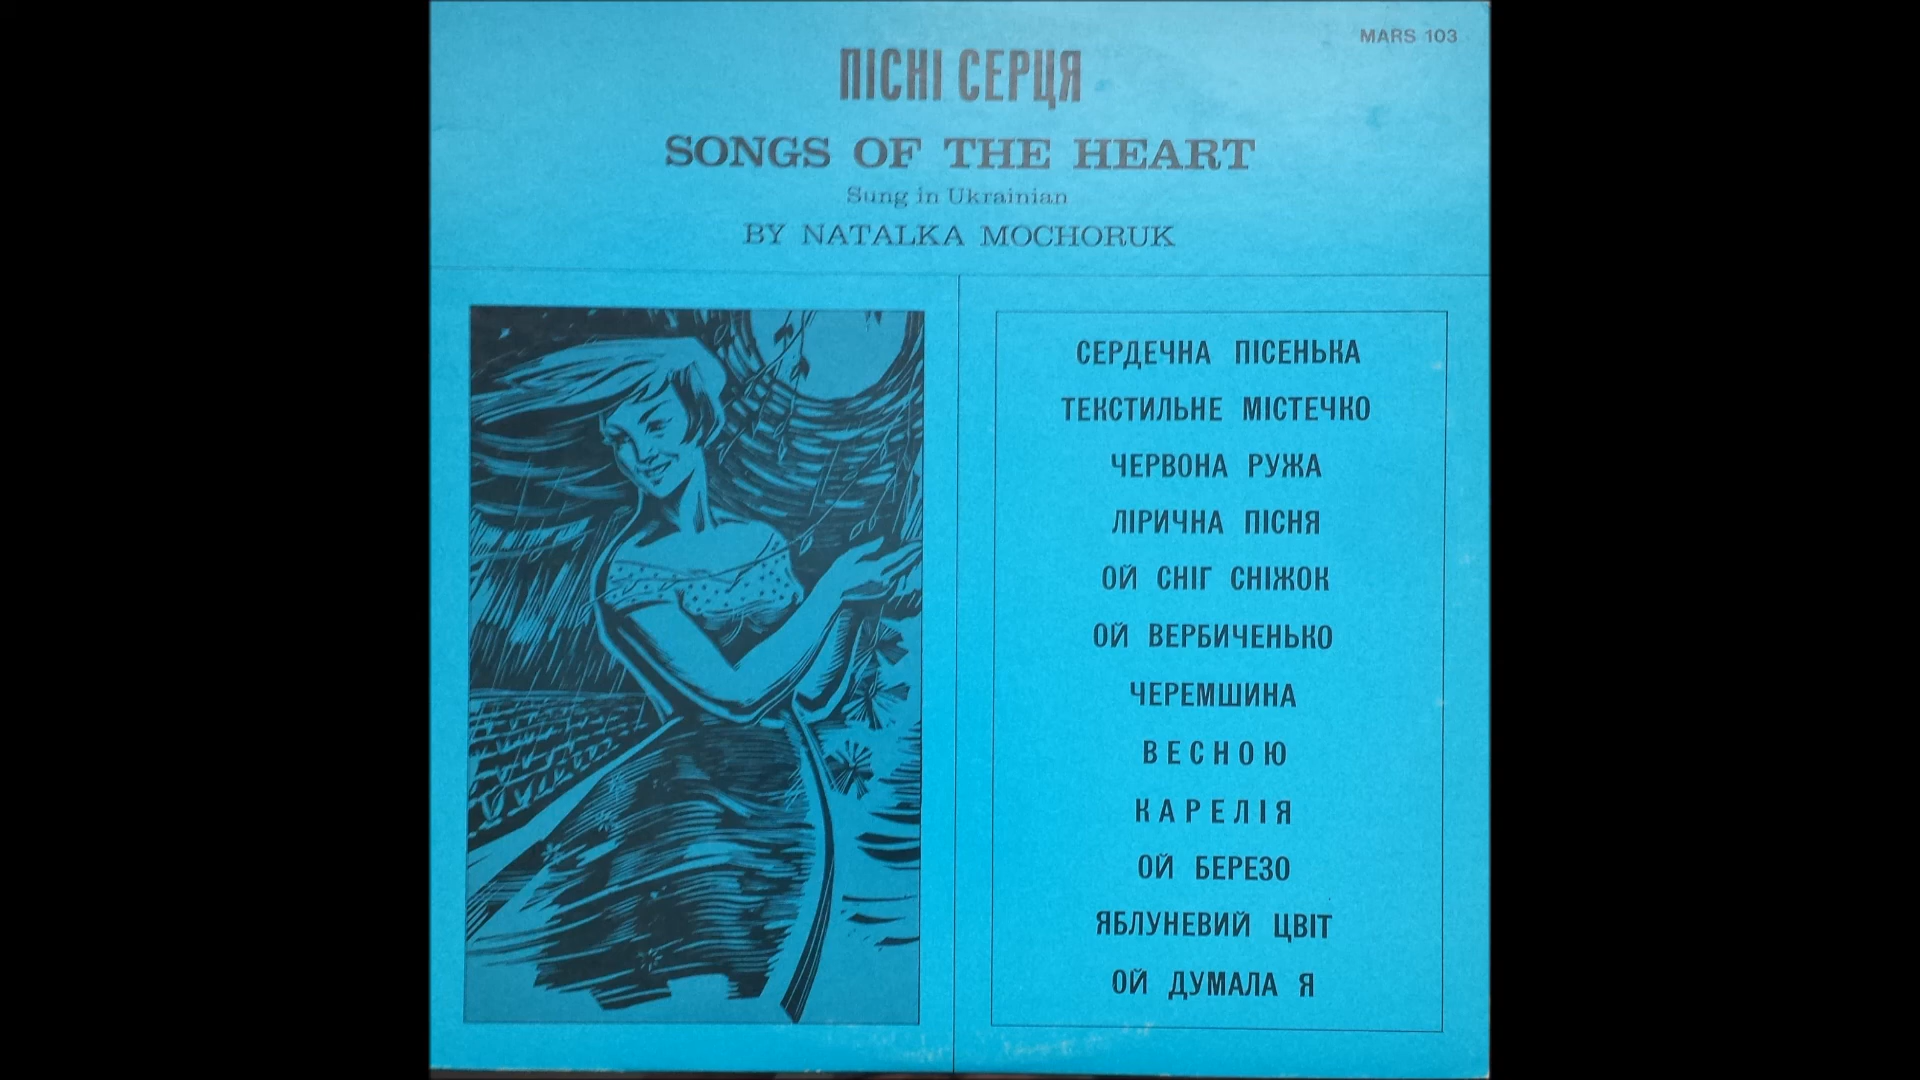 MARS 103
ПІСНІ СЕРЦЯ
SONGS OF THE HEART
Sung in Ukrainian
BY NATALKA MOCHORUK
СЕРДЕЧНА ПІСЕНЬКА
ТЕКСТИЛЬНЕ МІСТЕЧКО
ЧЕРВОНА РУЖА
ЛІРИЧНА ПІСНЯ
ОЙ СНІГ СНІЖОК
ОЙ ВЕРБИЧЕНЬКО
ЧЕРЕМШИНА
ВЕСНОЮ
КАРЕЛІЯ
ОЙ БЕРЕЗО
ЯБЛУНЕВИЙ ЦВІТ
ОЙ ДУМАЛА Я